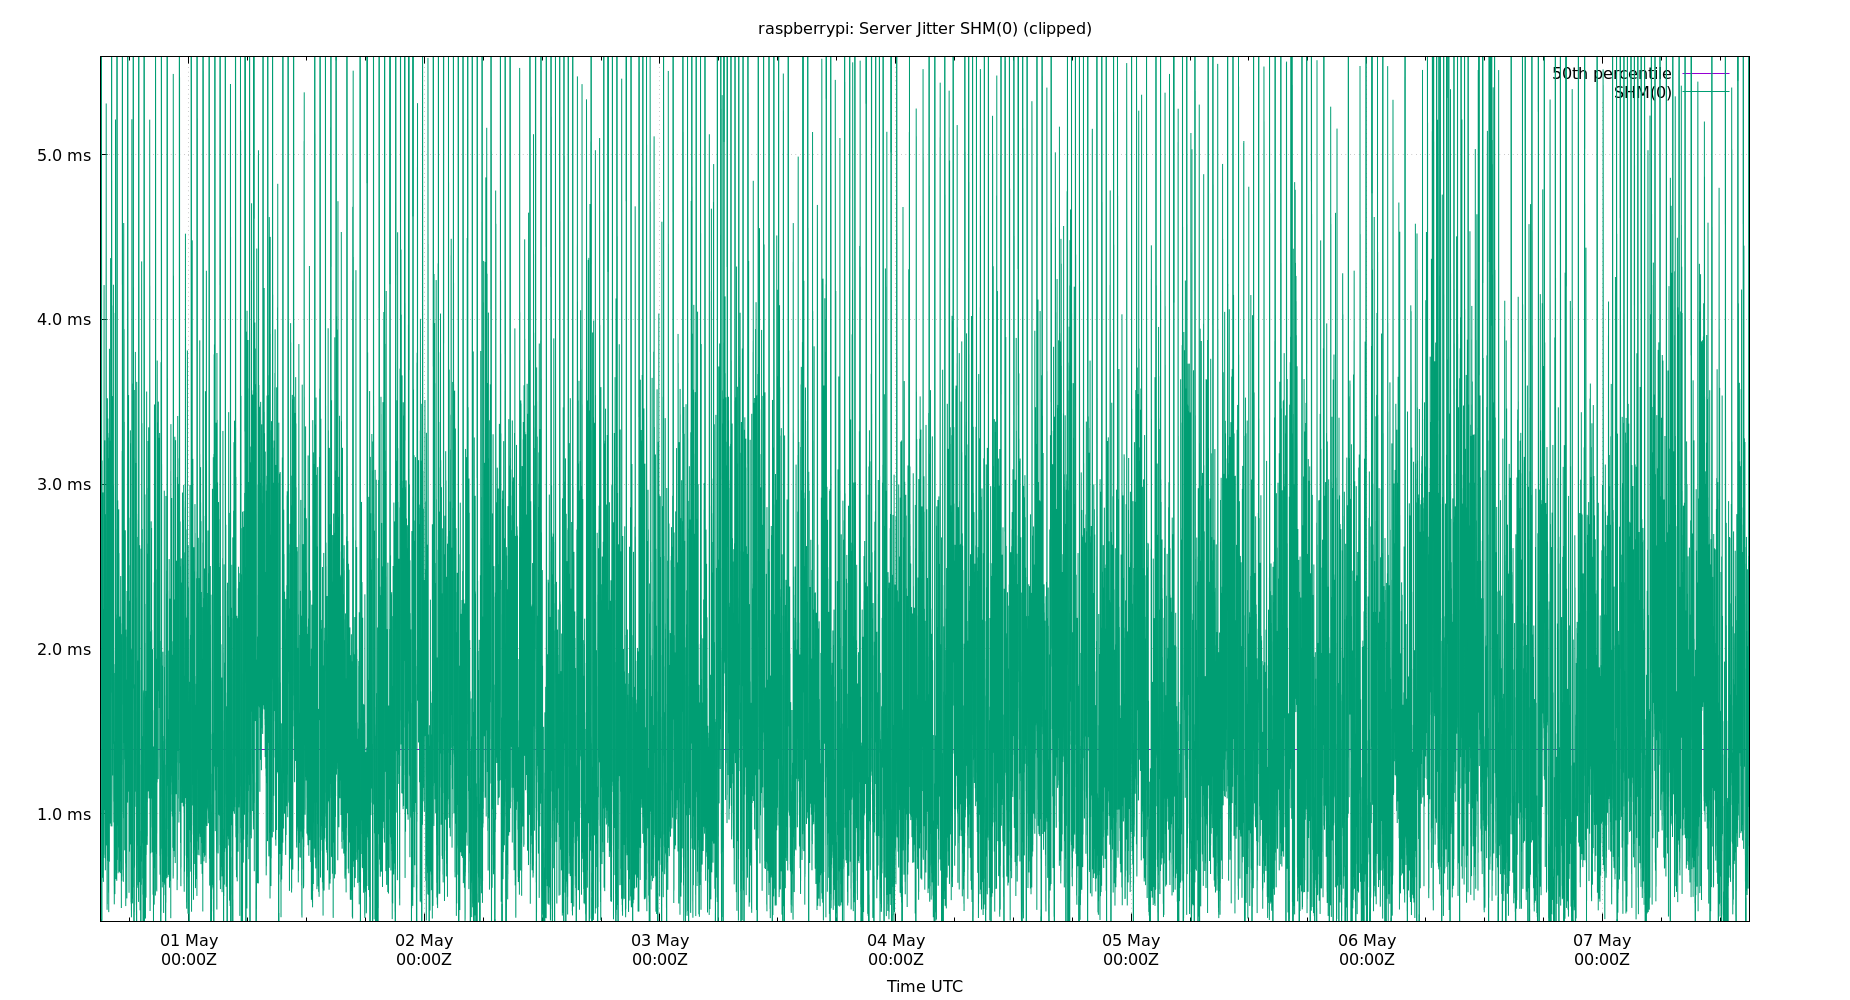 raspberrypi: Server Jitter SHM(0) (clipped)
50th percentile
SHM(0)
5.0 ms
4.0 ms
3.0 ms
2.0 ms
1.0 ms
01 May 02 May 03 May 04 May 05 May 06 May 07 May
00:00Z 00:00Z 00:00Z 00:00Z 00:00Z 00:00Z 00:00Z
Time UTC